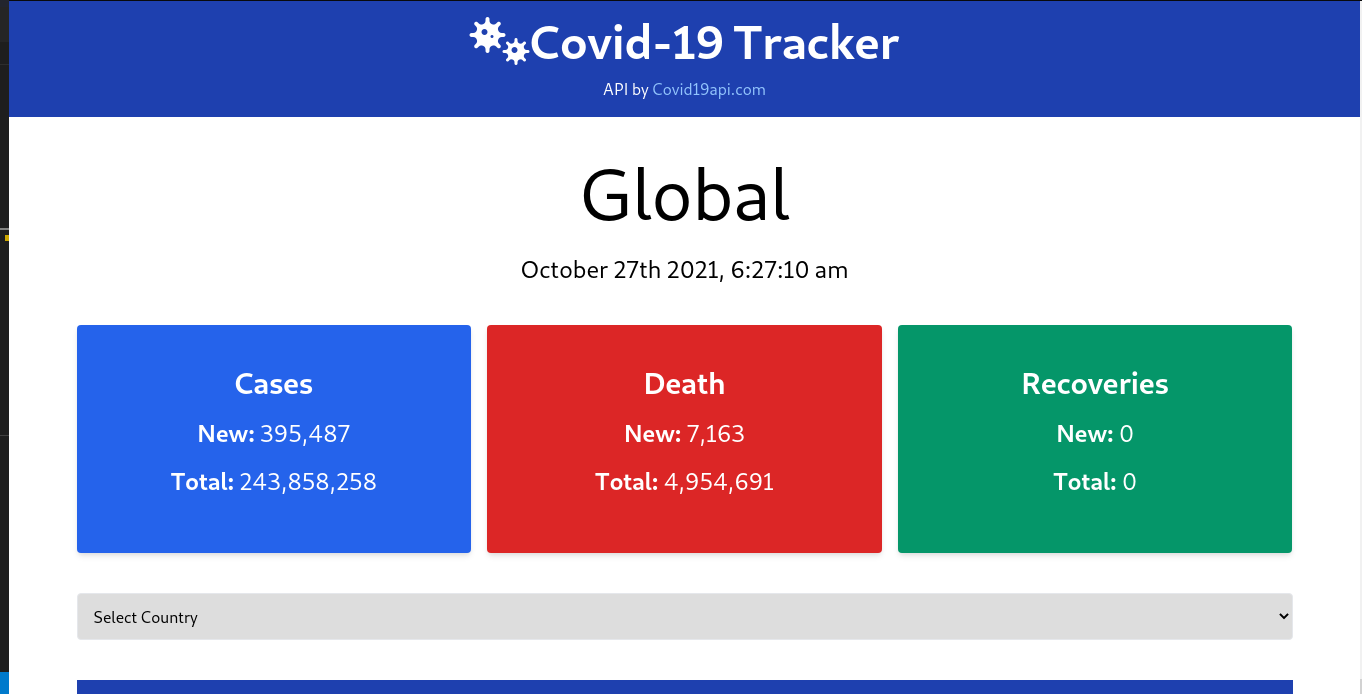 Covid-19 Tracker
API by Covid19api.com
Global
October 27th 2021, 6:27:10 am
Cases
New: 395,487
Total: 243,858,258
Death
New: 7,163
Total: 4,954,691
Recoveries
New: 0
Total: 0
Select Country